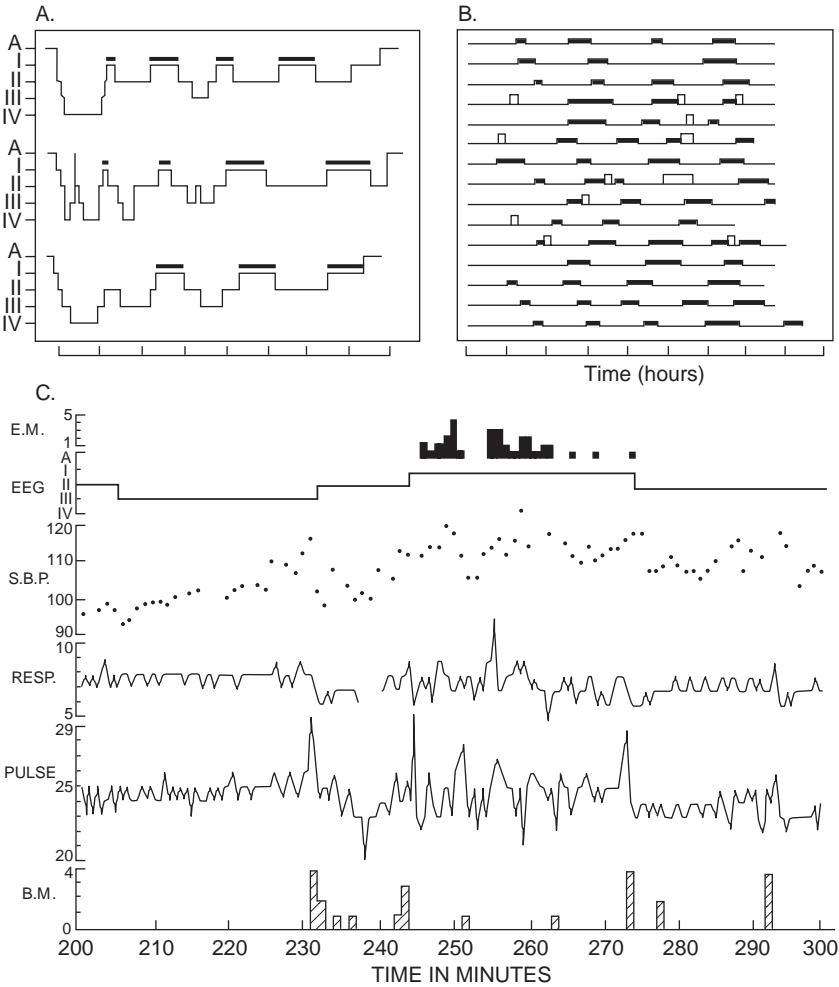 A.
A
I
II
III
IV
A
I
II
III
IV
A
I
II
III
IV
B.
Time (hours)
C.
E.M.
5
1
EEG
A
I
II
III
IV
S.B.P.
120
110
100
90
RESP.
10
5
PULSE
29
25
20
B.M.
4
0
200 210 220 230 240 250 260 270 280 290 300
TIME IN MINUTES